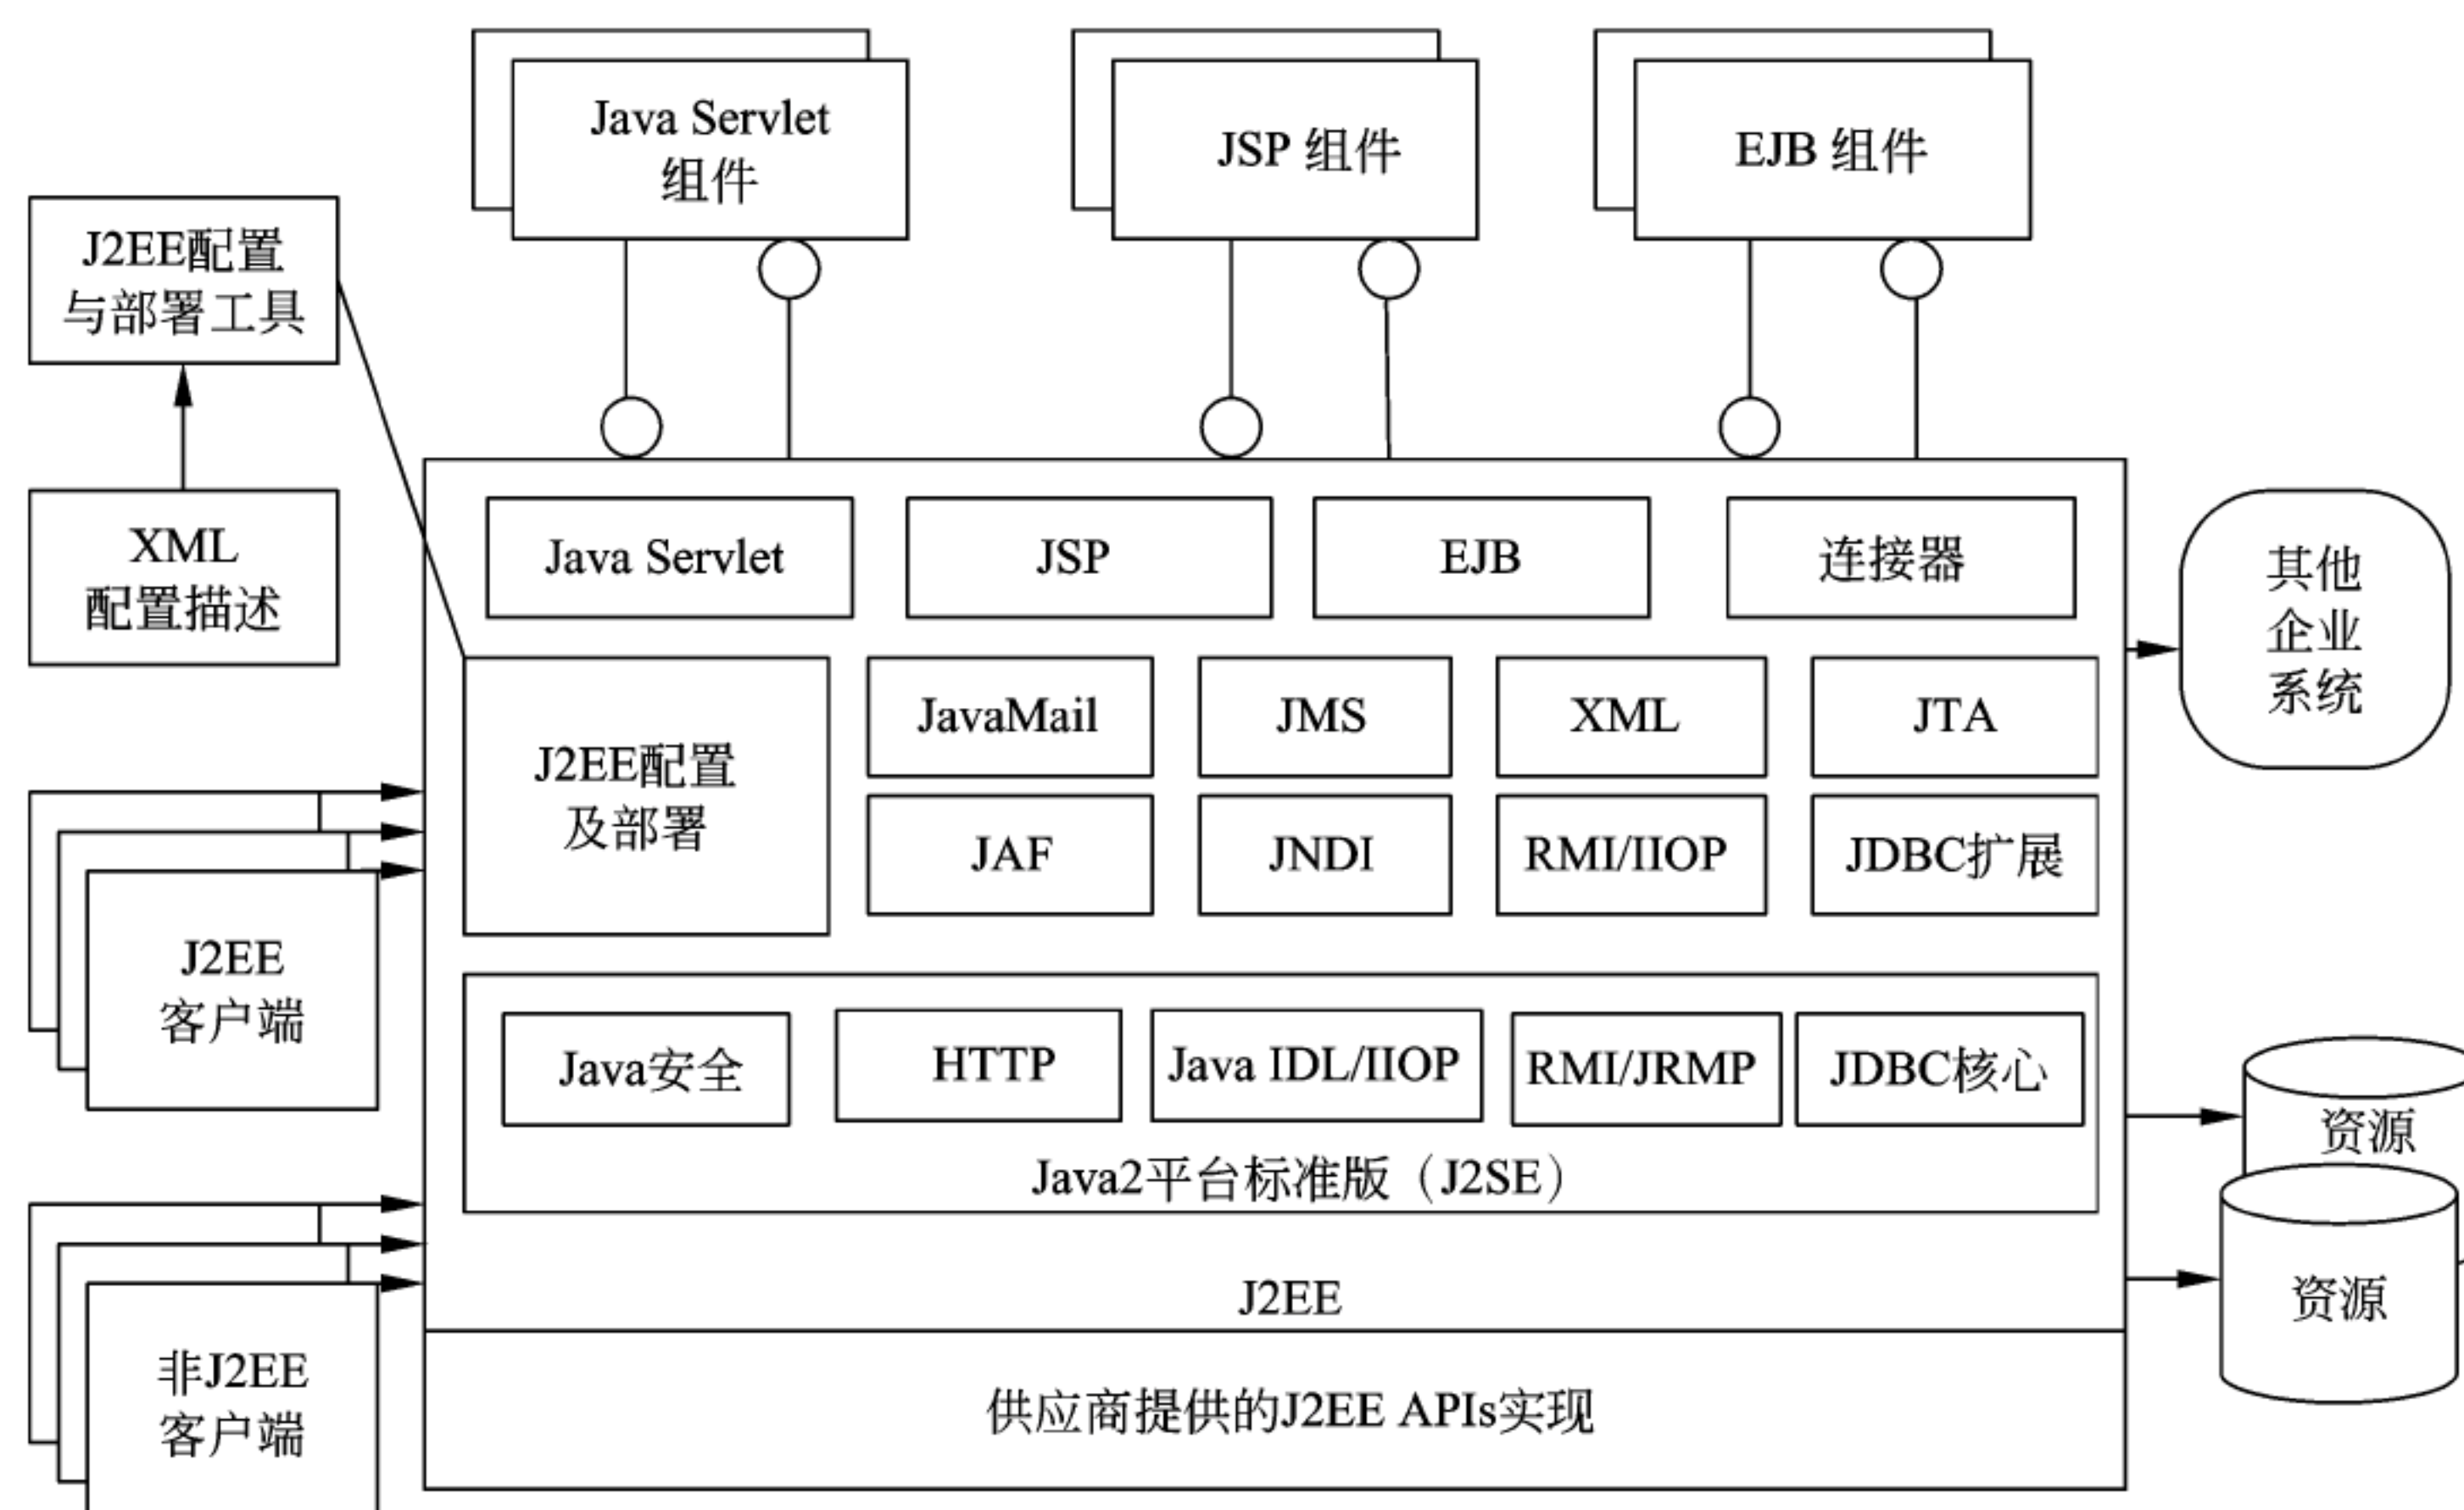 Java Servlet
组件
JSP 组件
EJB 组件
J2EE配置
与部署工具
XML
配置描述
Java Servlet
JSP
EJB
连接器
其他
企业
系统
J2EE配置
及部署
JavaMail
JMS
XML
JTA
JAF
JNDI
RMI/IIOP
JDBC扩展
J2EE
客户端
Java安全
HTTP
Java IDL/IIOP
RMI/JRMP
JDBC核心
Java2平台标准版（J2SE）
资源
J2EE
资源
非J2EE
客户端
供应商提供的J2EE APIs实现